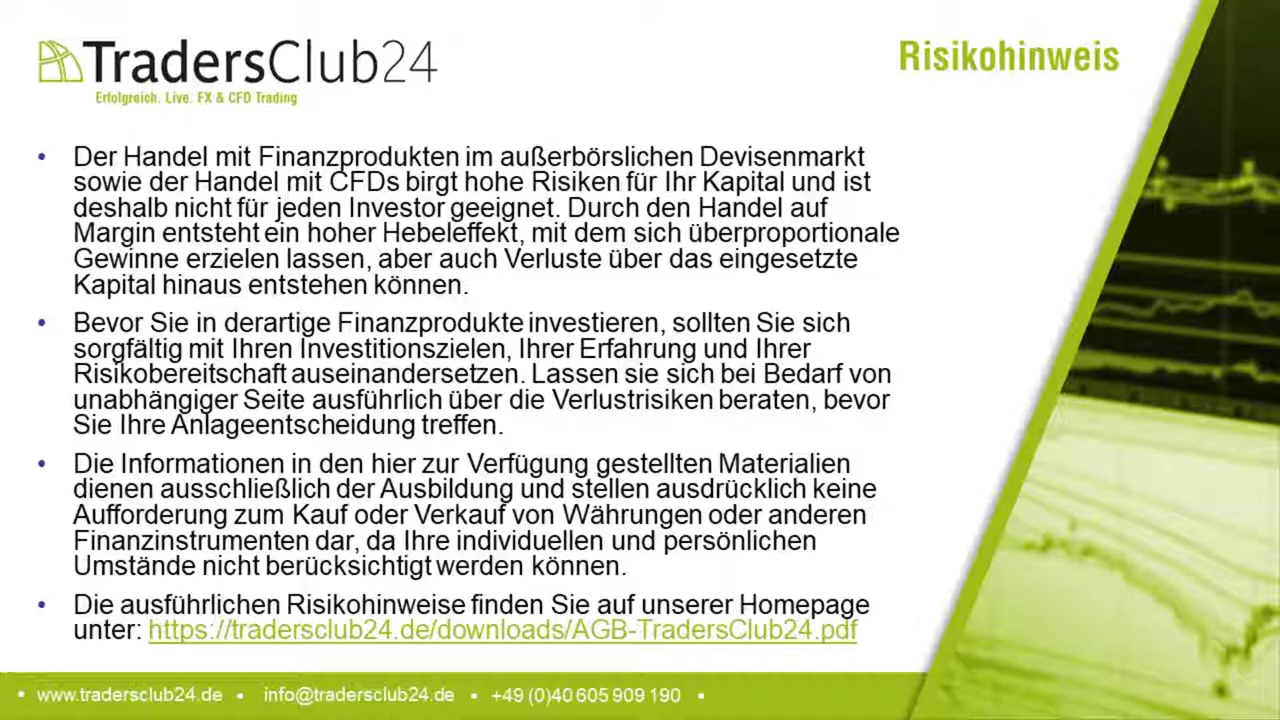 TradersClub24
Erfolgreich. Live. FX & CFD Trading
Risikohinweis
• Der Handel mit Finanzprodukten im außerbörslichen Devisenmarkt
sowie der Handel mit CFDs birgt hohe Risiken für Ihr Kapital und ist
deshalb nicht für jeden Investor geeignet. Durch den Handel auf
Margin entsteht ein hoher Hebeleffekt, mit dem sich überproportionale
Gewinne erzielen lassen, aber auch Verluste über das eingesetzte
Kapital hinaus entstehen können.
• Bevor Sie in derartige Finanzprodukte investieren, sollten Sie sich
sorgfältig mit Ihren Investitionszielen, Ihrer Erfahrung und Ihrer
Risikobereitschaft auseinandersetzen. Lassen sie sich bei Bedarf von
unabhängiger Seite ausführlich über die Verlustrisiken beraten, bevor
Sie Ihre Anlageentscheidung treffen.
• Die Informationen in den hier zur Verfügung gestellten Materialien
dienen ausschließlich der Ausbildung und stellen ausdrücklich keine
Aufforderung zum Kauf oder Verkauf von Währungen oder anderen
Finanzinstrumenten dar, da Ihre individuellen und persönlichen
Umstände nicht berücksichtigt werden können.
• Die ausführlichen Risikohinweise finden Sie auf unserer Homepage
unter: https://tradersclub24.de/downloads/AGB-TradersClub24.pdf
• www.tradersclub24.de • info@tradersclub24.de • +49 (0)40 605 909 190 •